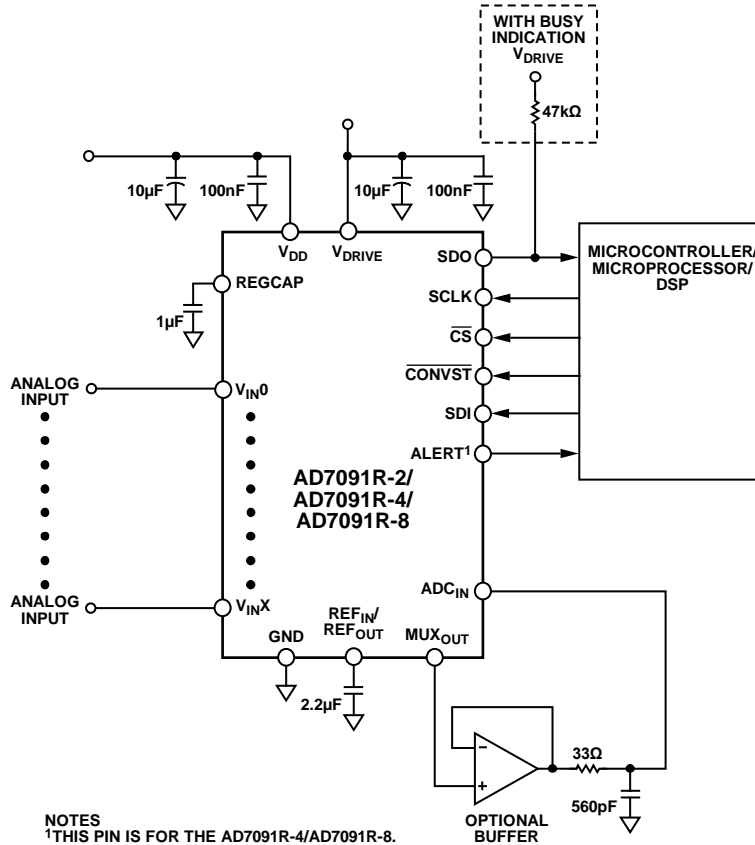 WITH BUSY
INDICATION
VDRIVE
47kΩ
10µF
100nF
10µF
100nF
VDD
VDRIVE
REGCAP
1µF
SDO
SCLK
CS
CONVST
SDI
ALERT1
MICROCONTROLLER/
MICROPROCESSOR/
DSP
ANALOG
INPUT
VIN0
AD7091R-2/
AD7091R-4/
AD7091R-8
ANALOG
INPUT
VINX
ADCIN
GND
REFIN/
REFOUT
MUXOUT
2.2µF
33Ω
560pF
-
+
OPTIONAL
BUFFER
NOTES
1THIS PIN IS FOR THE AD7091R-4/AD7091R-8.